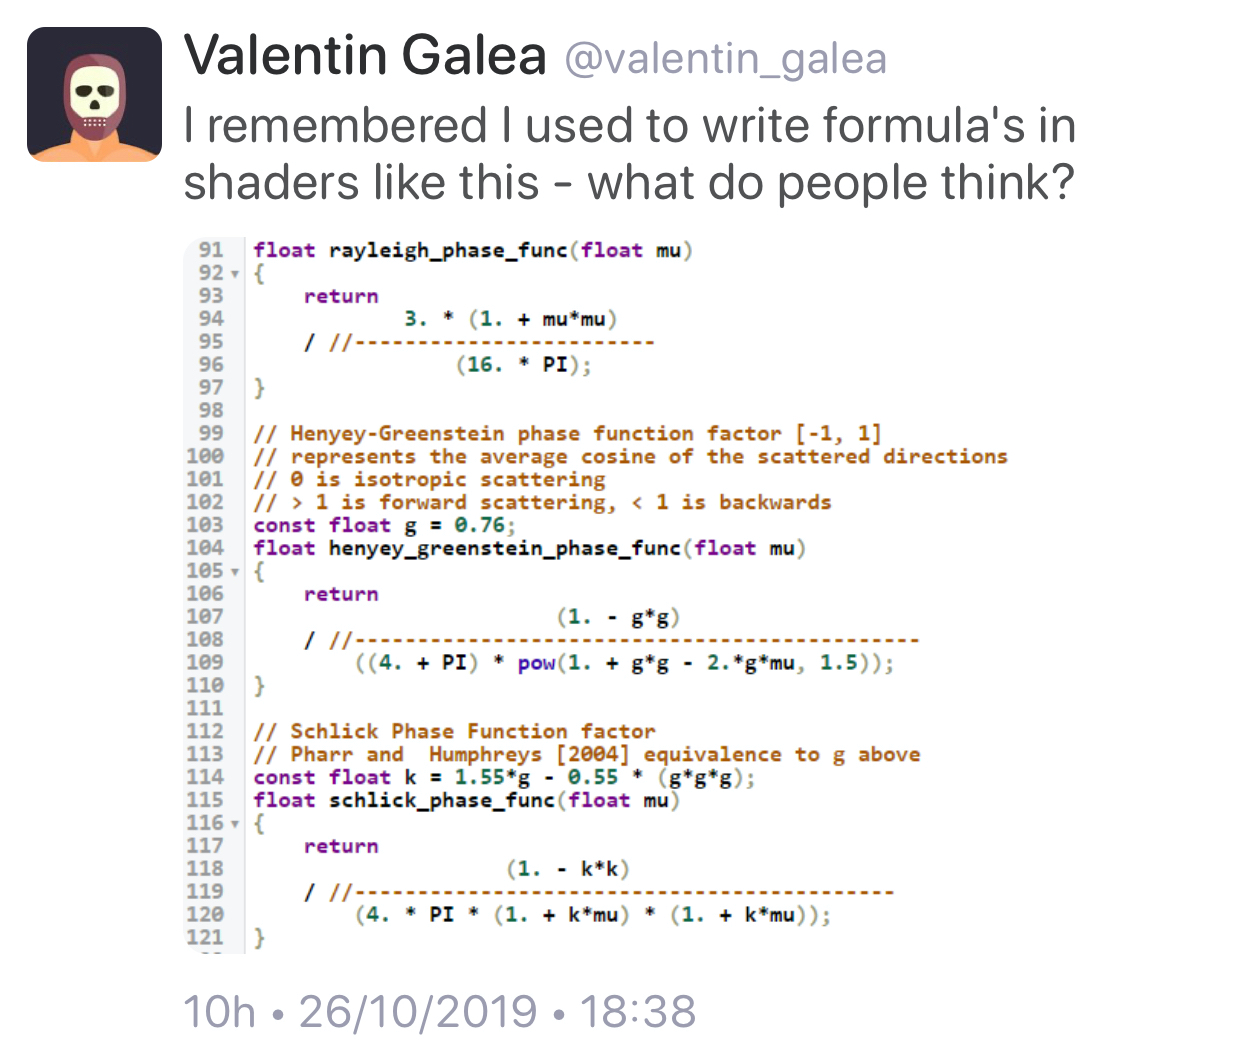 Valentin Galea @valentin_galea
I remembered I used to write formula's in
shaders like this - what do people think?
91 float rayleigh_phase_func(float mu)
92 ▾ {
93 return
94 3. * (1. + mu*mu)
95 / //------------------------
96 (16. * PI);
97 }
98
99 // Henyey-Greenstein phase function factor [-1, 1]
100 // represents the average cosine of the scattered directions
101 // 0 is isotropic scattering
102 // > 1 is forward scattering, < 1 is backwards
103 const float g = 0.76;
104 float henyey_greenstein_phase_func(float mu)
105 ▾ {
106 return
107 (1. - g*g)
108 / //---------------------------------------------
109 ((4. + PI) * pow(1. + g*g - 2.*g*mu, 1.5));
110 }
111
112 // Schlick Phase Function factor
113 // Pharr and  Humphreys [2004] equivalence to g above
114 const float k = 1.55*g - 0.55 * (g*g*g);
115 float schlick_phase_func(float mu)
116 ▾ {
117 return
118 (1. - k*k)
119 / //-------------------------------------------
120 (4. * PI * (1. + k*mu) * (1. + k*mu));
121 }
10h • 26/10/2019 • 18:38